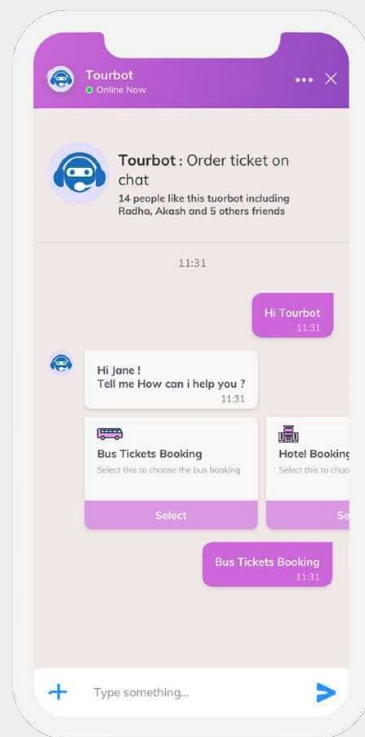 Tourbot
Online Now
Tourbot : Order ticket on
chat
14 people like this tuorbot including
Radha, Akash and 5 others friends
11:31
Hi Tourbot
11:31
Hi Jane !
Tell me How can i help you ?
11:31
Bus Tickets Booking
Select this to choose the bus booking
Select
Hotel Booking
Select this to choo
Se
Bus Tickets Booking
11:31
Type something...